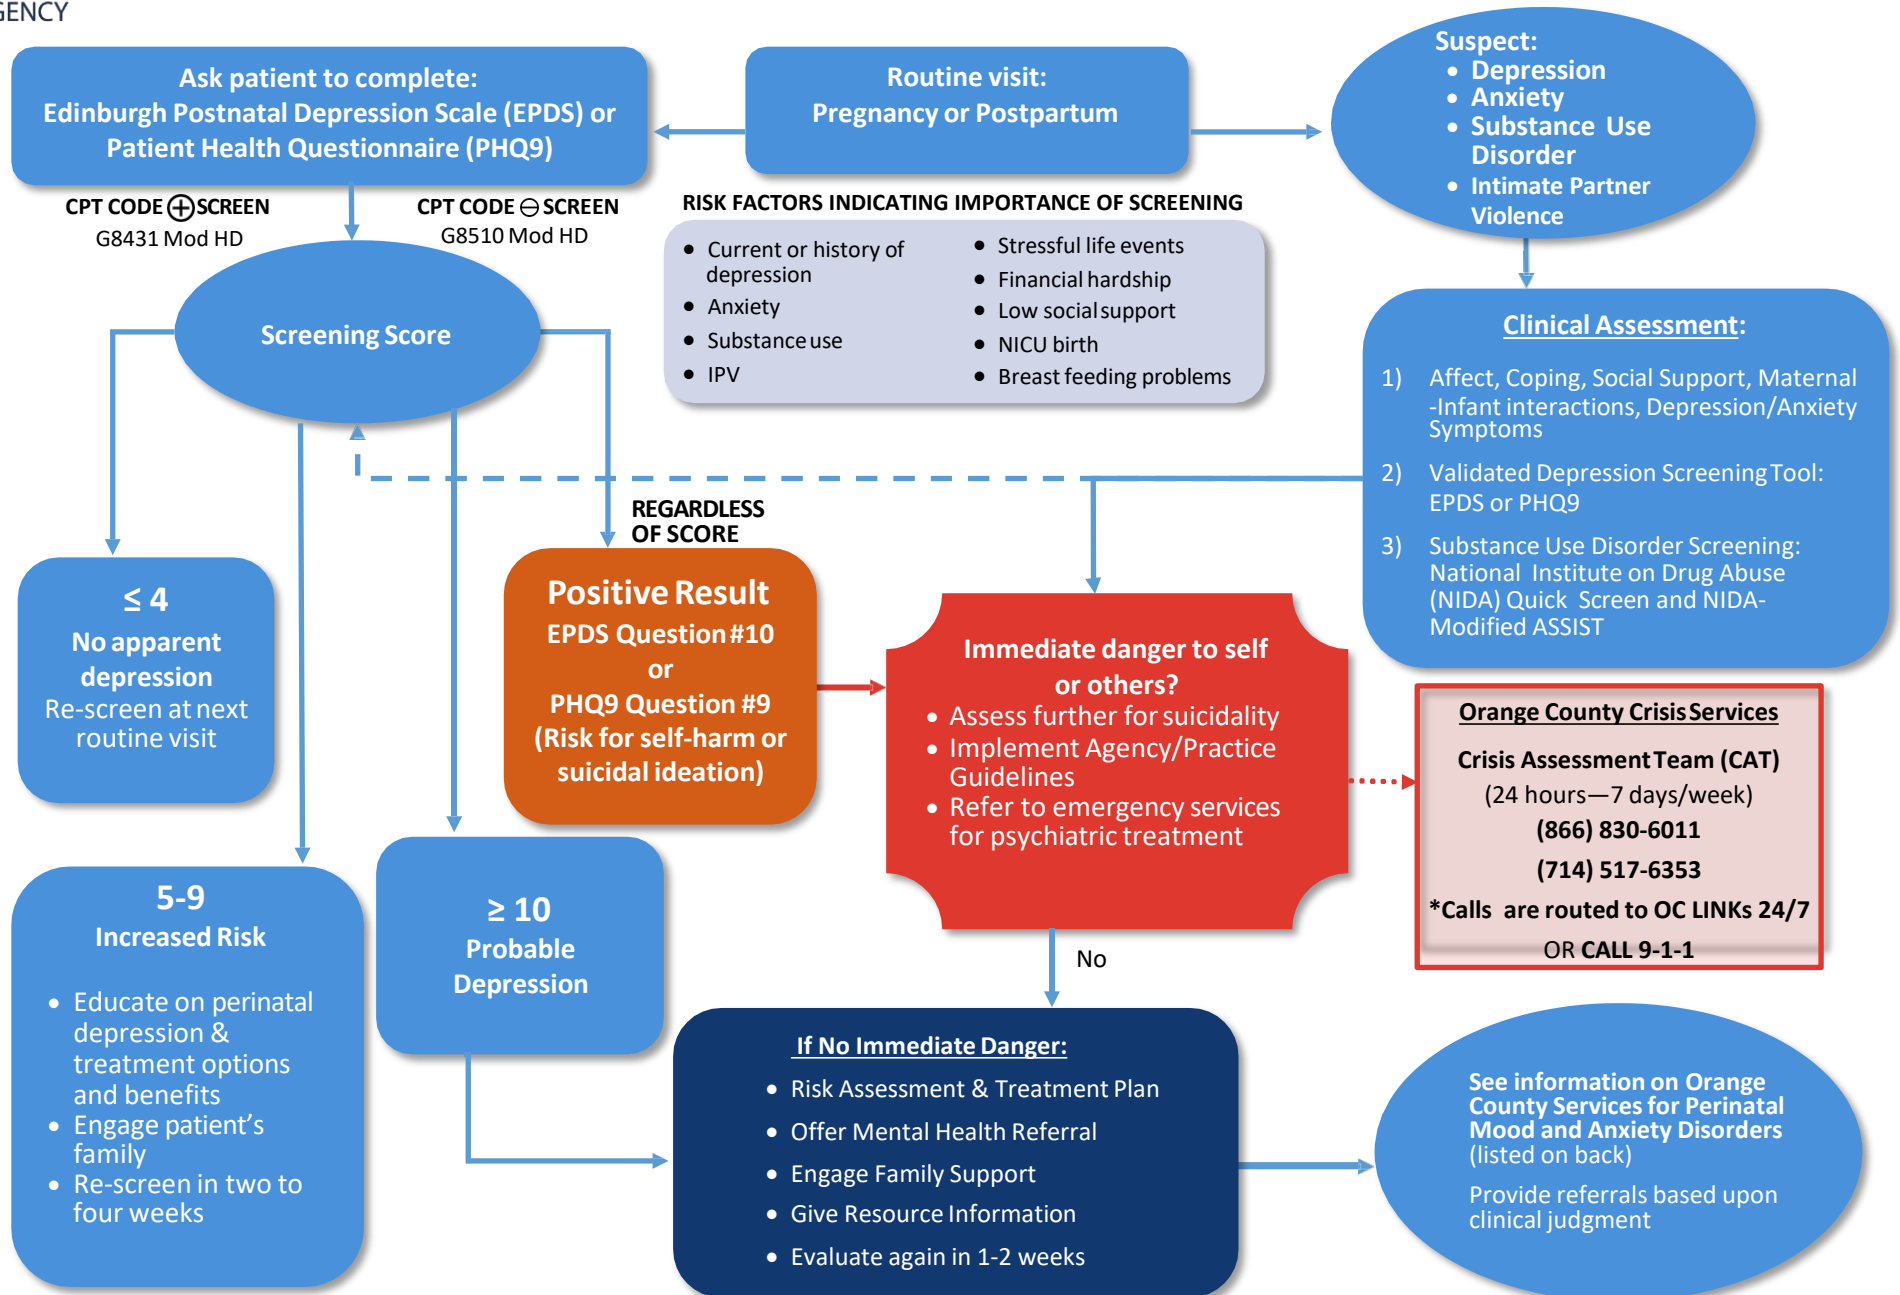 GENCY
Ask patient to complete:
Edinburgh Postnatal Depression Scale (EPDS) or
Patient Health Questionnaire (PHQ9)
Routine visit:
Pregnancy or Postpartum
Suspect:
• Depression
• Anxiety
• Substance Use
Disorder
• Intimate Partner
Violence
CPT CODE ⊕ SCREEN
G8431 Mod HD
CPT CODE ⊖ SCREEN
G8510 Mod HD
RISK FACTORS INDICATING IMPORTANCE OF SCREENING
• Current or history of
depression
• Anxiety
• Substance use
• IPV
• Stressful life events
• Financial hardship
• Low social support
• NICU birth
• Breast feeding problems
Screening Score
Clinical Assessment:
1) Affect, Coping, Social Support, Maternal
-Infant interactions, Depression/Anxiety
Symptoms
2) Validated Depression Screening Tool:
EPDS or PHQ9
3) Substance Use Disorder Screening:
National Institute on Drug Abuse
(NIDA) Quick Screen and NIDA-
Modified ASSIST
REGARDLESS
OF SCORE
≤ 4
No apparent
depression
Re-screen at next
routine visit
Positive Result
EPDS Question #10
or
PHQ9 Question #9
(Risk for self-harm or
suicidal ideation)
Immediate danger to self
or others?
• Assess further for suicidality
• Implement Agency/Practice
Guidelines
• Refer to emergency services
for psychiatric treatment
Orange County Crisis Services
Crisis Assessment Team (CAT)
(24 hours—7 days/week)
(866) 830-6011
(714) 517-6353
*Calls are routed to OC LINKs 24/7
OR CALL 9-1-1
5-9
Increased Risk
• Educate on perinatal
depression &
treatment options
and benefits
• Engage patient's
family
• Re-screen in two to
four weeks
≥ 10
Probable
Depression
No
If No Immediate Danger:
• Risk Assessment & Treatment Plan
• Offer Mental Health Referral
• Engage Family Support
• Give Resource Information
• Evaluate again in 1-2 weeks
See information on Orange
County Services for Perinatal
Mood and Anxiety Disorders
(listed on back)
Provide referrals based upon
clinical judgment